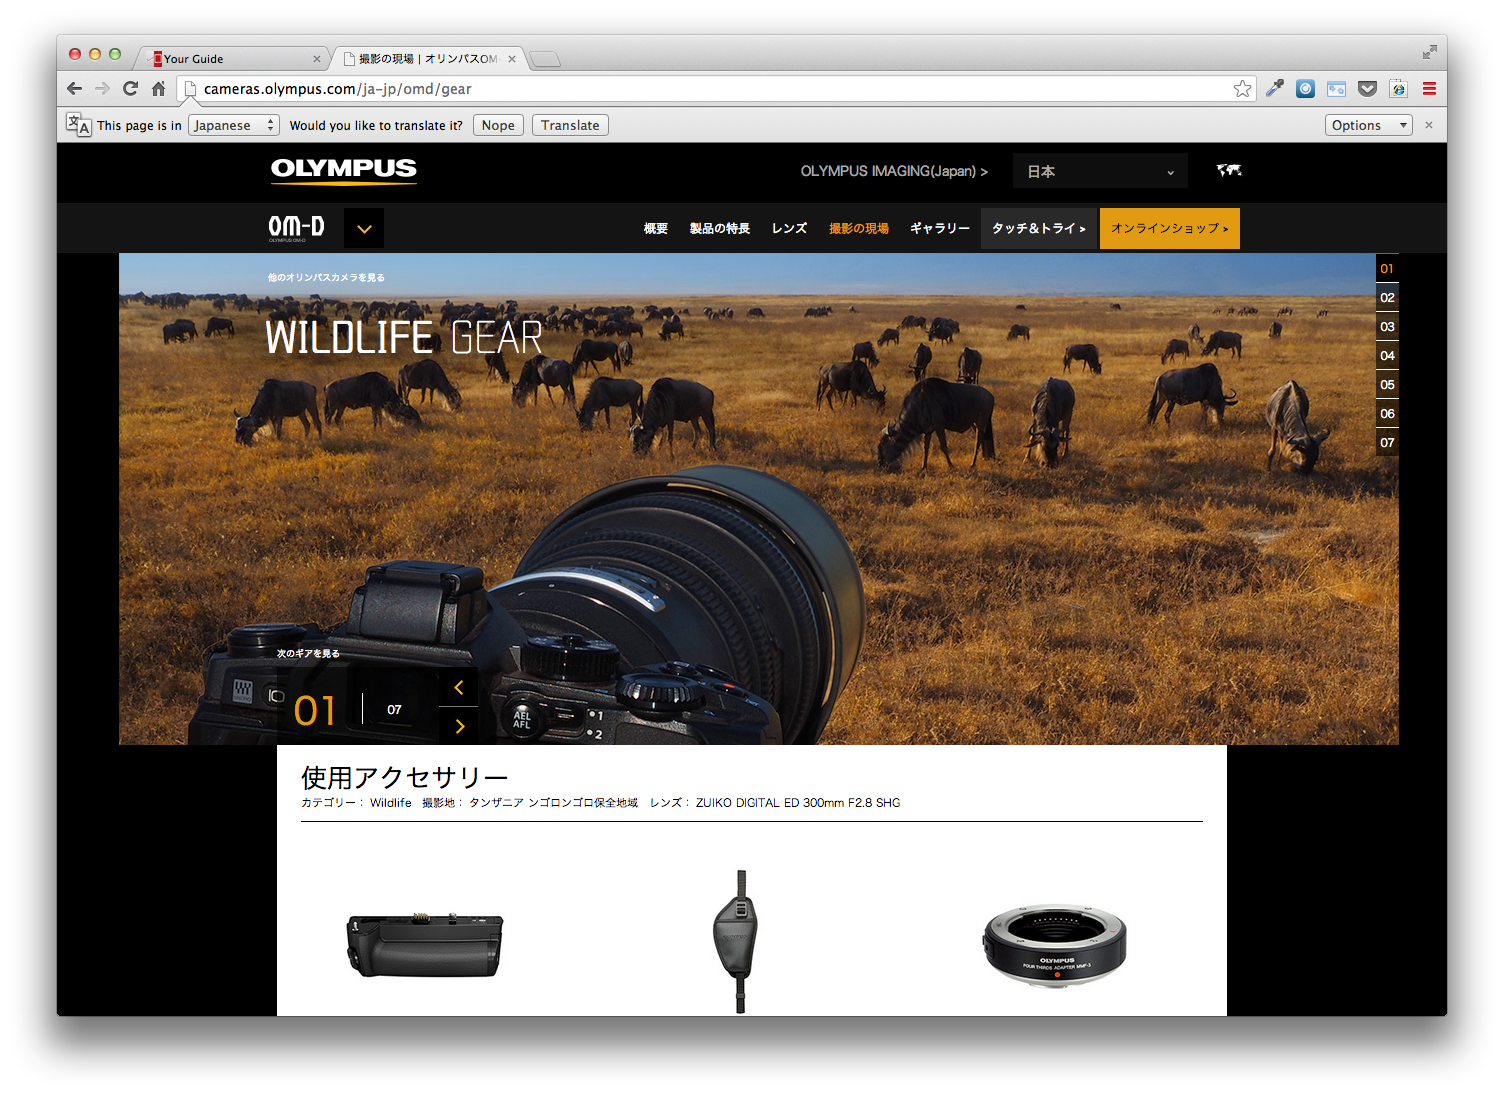 Your Guide
撮影の現場 | オリンパスOM-
cameras.olympus.com/ja-jp/omd/gear
This page is in Japanese Would you like to translate it? Nope Translate Options
OLYMPUS
OLYMPUS IMAGING(Japan) >
日本
OM-D
OLYMPUS OM-D
概要 製品の特長 レンズ 撮影の現場 ギャラリー タッチ&トライ > オンラインショップ >
他のオリンパスカメラを見る
WILDLIFE GEAR
01
02
03
04
05
06
07
次のギアを見る
01 07
AEL
AFL
1
2
使用アクセサリー
カテゴリー: Wildlife 撮影地: タンザニア ンゴロンゴロ保全地域 レンズ: ZUIKO DIGITAL ED 300mm F2.8 SHG
OLYMPUS
FOUR THIRDS ADAPTER MMF-3